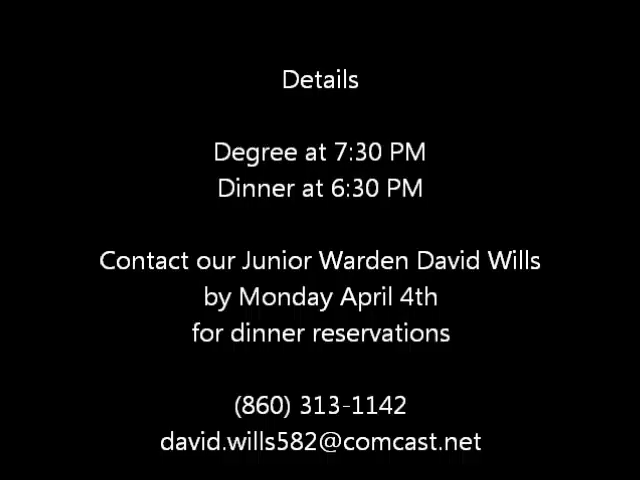 Details
Degree at 7:30 PM
Dinner at 6:30 PM
Contact our Junior Warden David Wills
by Monday April 4th
for dinner reservations
(860) 313-1142
david.wills582@comcast.net